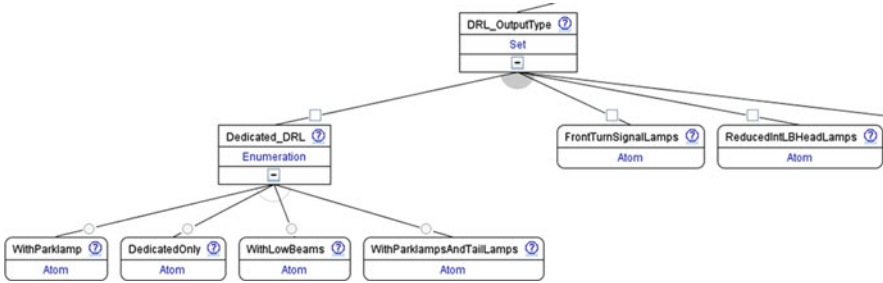 DRL_OutputType ?
Set
Dedicated_DRL ?
Enumeration
FrontTurnSignalLamps ?
Atom
ReducedIntLBHeadLamps ?
Atom
WithParklamp ?
Atom
DedicatedOnly ?
Atom
WithLowBeams ?
Atom
WithParklampsAndTailLamps ?
Atom